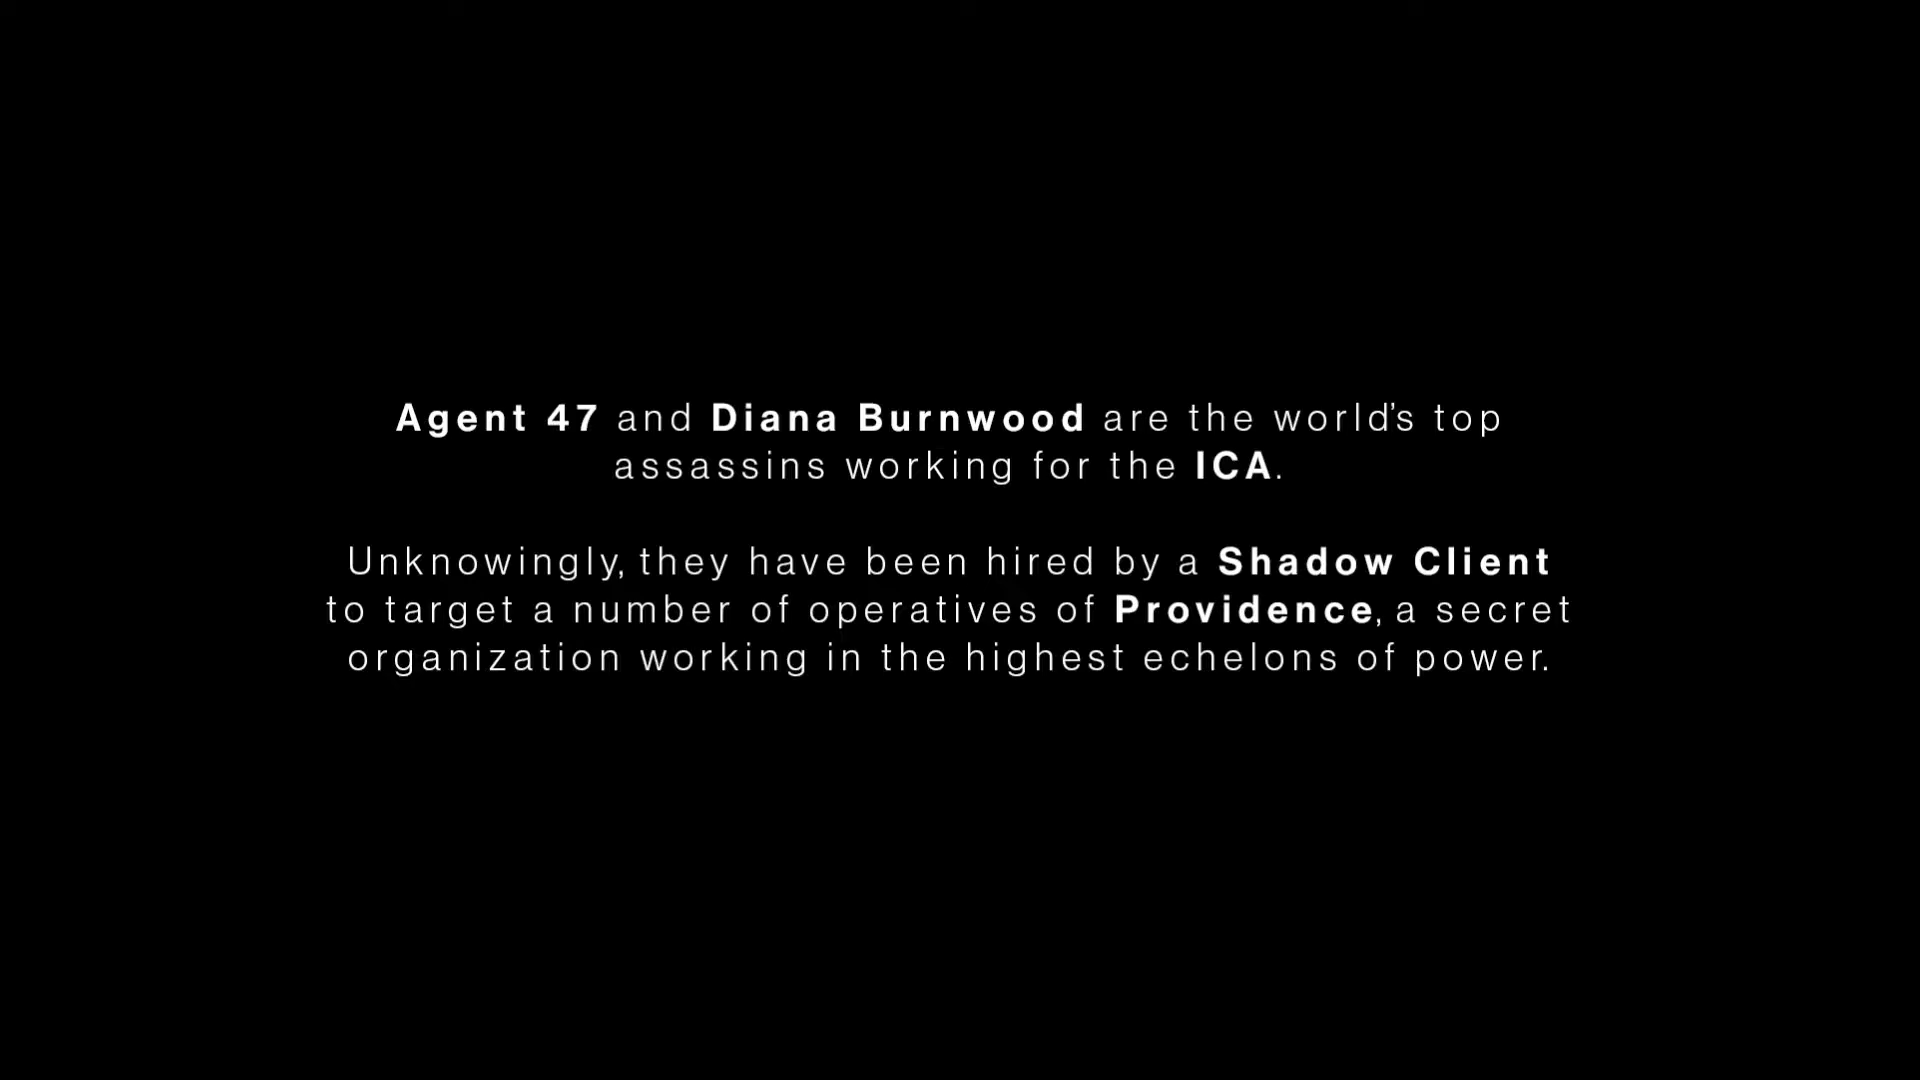 Agent 47 and Diana Burnwood are the world’s top
assassins working for the ICA.
Unknowingly, they have been hired by a Shadow Client
to target a number of operatives of Providence, a secret
organization working in the highest echelons of power.